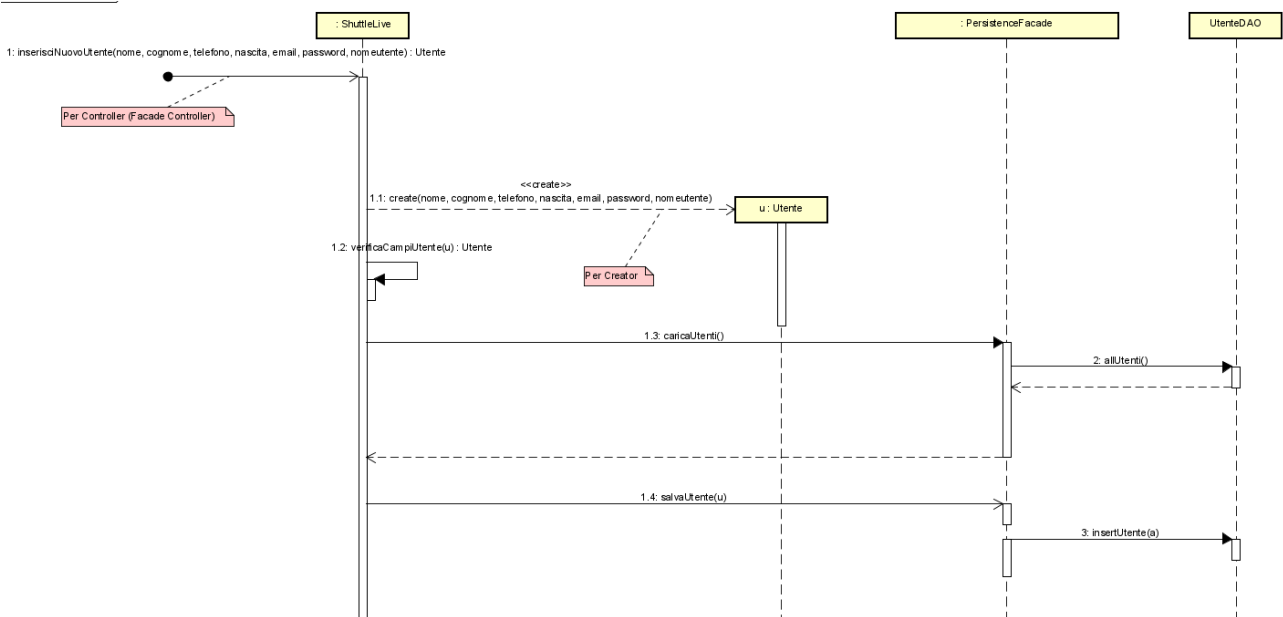 : ShuttleLive
: PersistenceFacade
UtenteDAO
1: inserisciNuovoUtente(nome, cognome, telefono, nascita, email, password, nomeutente) : Utente
Per Controller (Facade Controller)
<<create>>
1.1: create(nome, cognome, telefono, nascita, email, password, nomeutente)
u : Utente
1.2: verificaCampiUtente(u) : Utente
Per Creator
1.3: caricaUtenti()
2: allUtenti()
1.4: salvaUtente(u)
3: insertUtente(a)